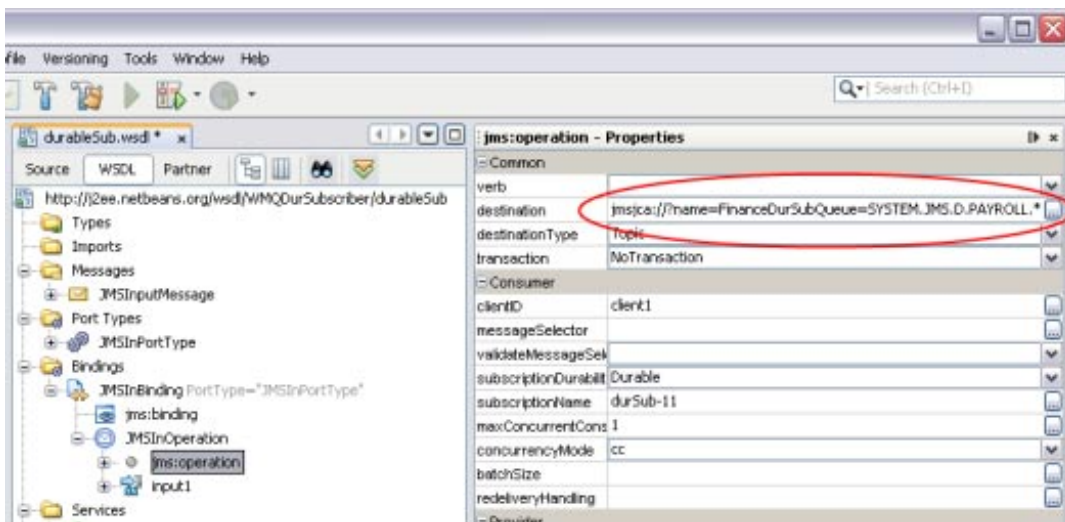 file Versioning Tools Window Help
Search (Ctrl+I)
durableSub.wsdl *
Source WSDL Partner
http://j2ee.netbeans.org/wsdl/WMQDurSubscriber/durableSub
Types
Imports
Messages
JMSInputMessage
Port Types
JMSInPortType
Bindings
JMSInBinding PortType="JMSInPortType"
jms:binding
JMSInOperation
jms:operation
input1
Services
jms:operation - Properties
Common
verb
destination jmsjca://?name=FinanceDurSubQueue=SYSTEM.JMS.D.PAYROLL.*
destinationType Topic
transaction NoTransaction
Consumer
clientID client1
messageSelector
validateMessageSel
subscriptionDurabilit Durable
subscriptionName durSub-11
maxConcurrentCons 1
concurrencyMode cc
batchSize
redeliveryHandling
Provider